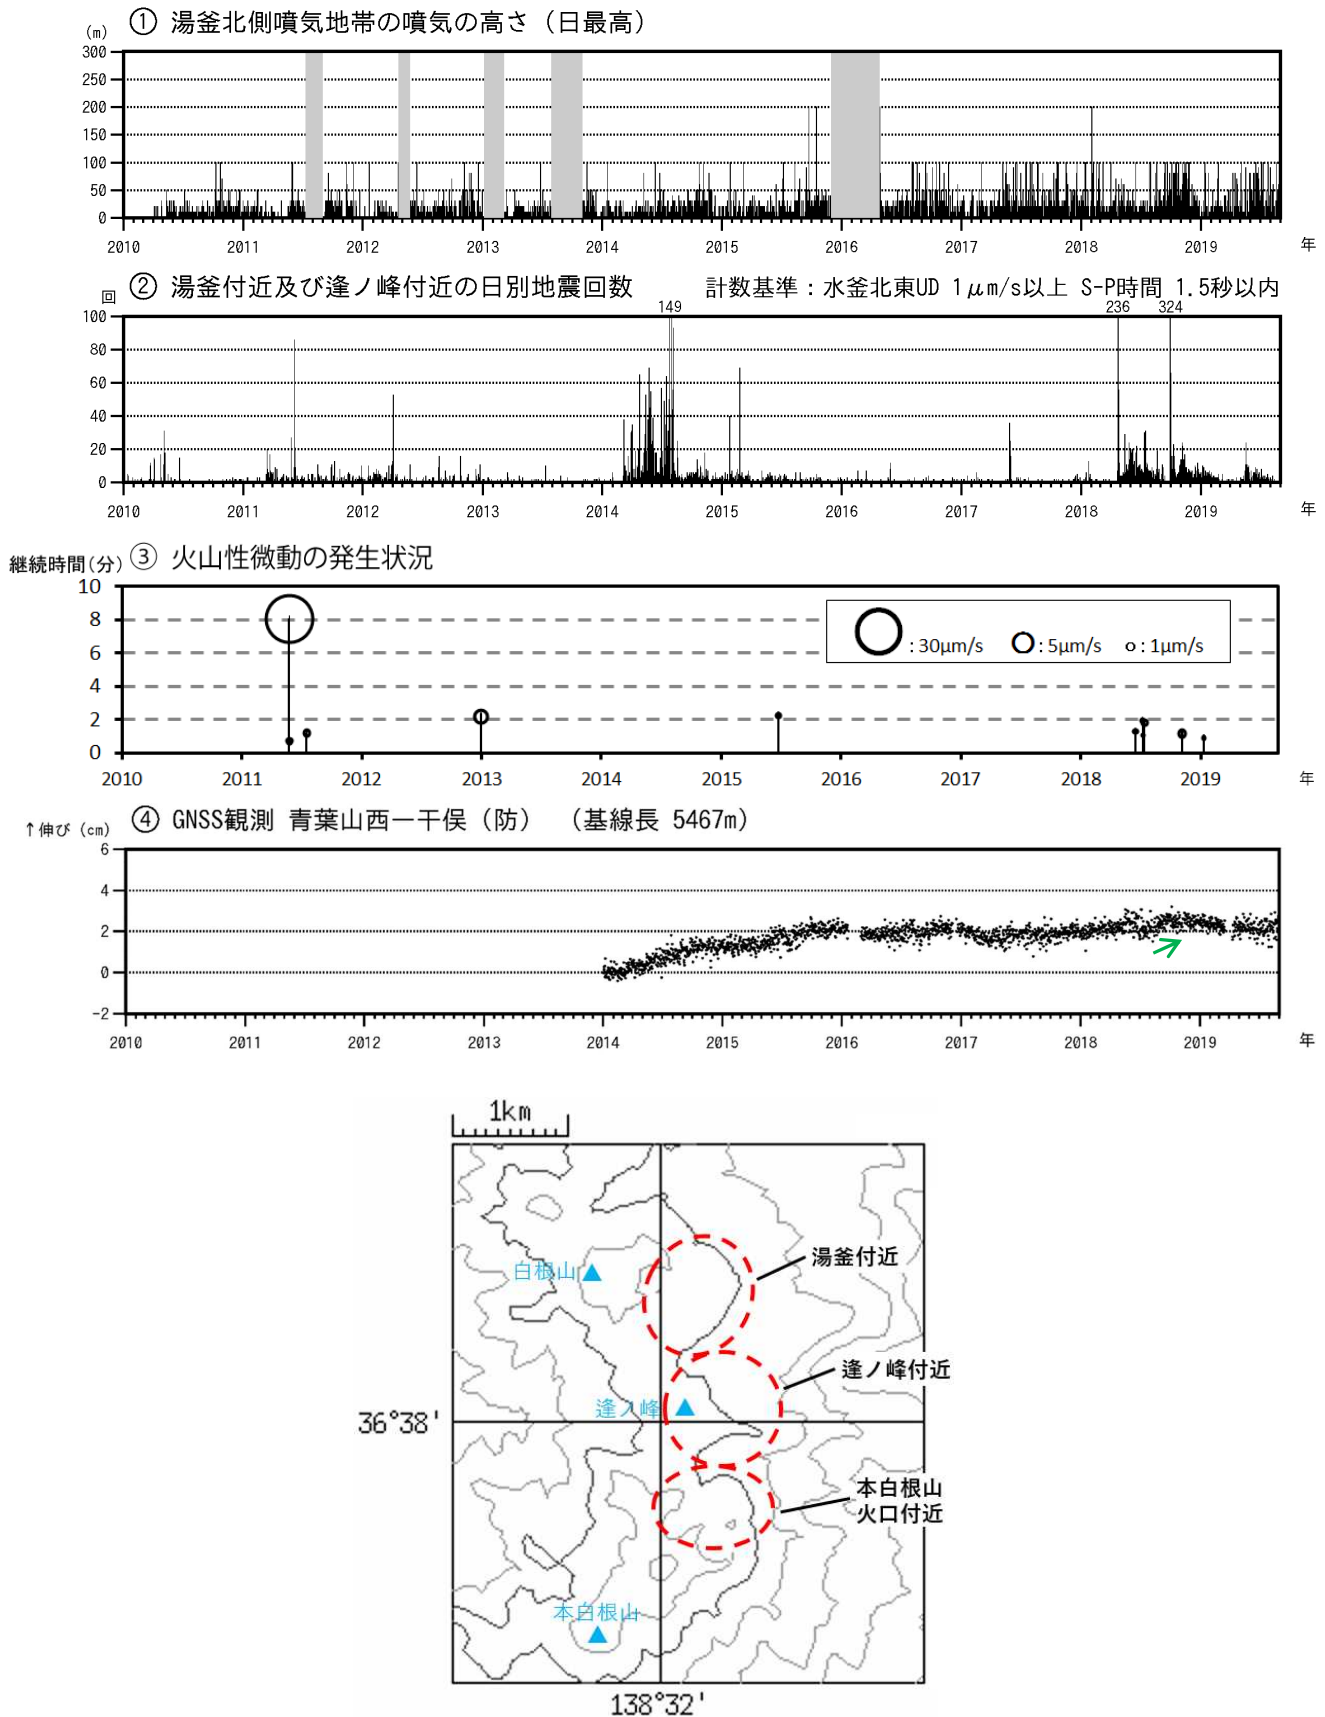 ① 湯釜北側噴気地帯の噴気の高さ（日最高）
(m)
300
250
200
150
100
50
0
2010 2011 2012 2013 2014 2015 2016 2017 2018 2019 年
② 湯釜付近及び逢ノ峰付近の日別地震回数 計数基準：水釜北東UD 1μm/s以上 S-P時間 1.5秒以内
回
149 236 324
100
80
60
40
20
0
2010 2011 2012 2013 2014 2015 2016 2017 2018 2019 年
③ 火山性微動の発生状況
継続時間(分)
10
8
6
4
2
0
：30μm/s ：5μm/s ：1μm/s
2010 2011 2012 2013 2014 2015 2016 2017 2018 2019 年
④ GNSS観測 青葉山西－干俣（防） （基線長 5467m）
↑伸び（cm）
6
4
2
0
-2
2010 2011 2012 2013 2014 2015 2016 2017 2018 2019 年
1km
湯釜付近
白根山
逢ノ峰付近
逢ノ峰
36°38'
本白根山
火口付近
本白根山
138°32'